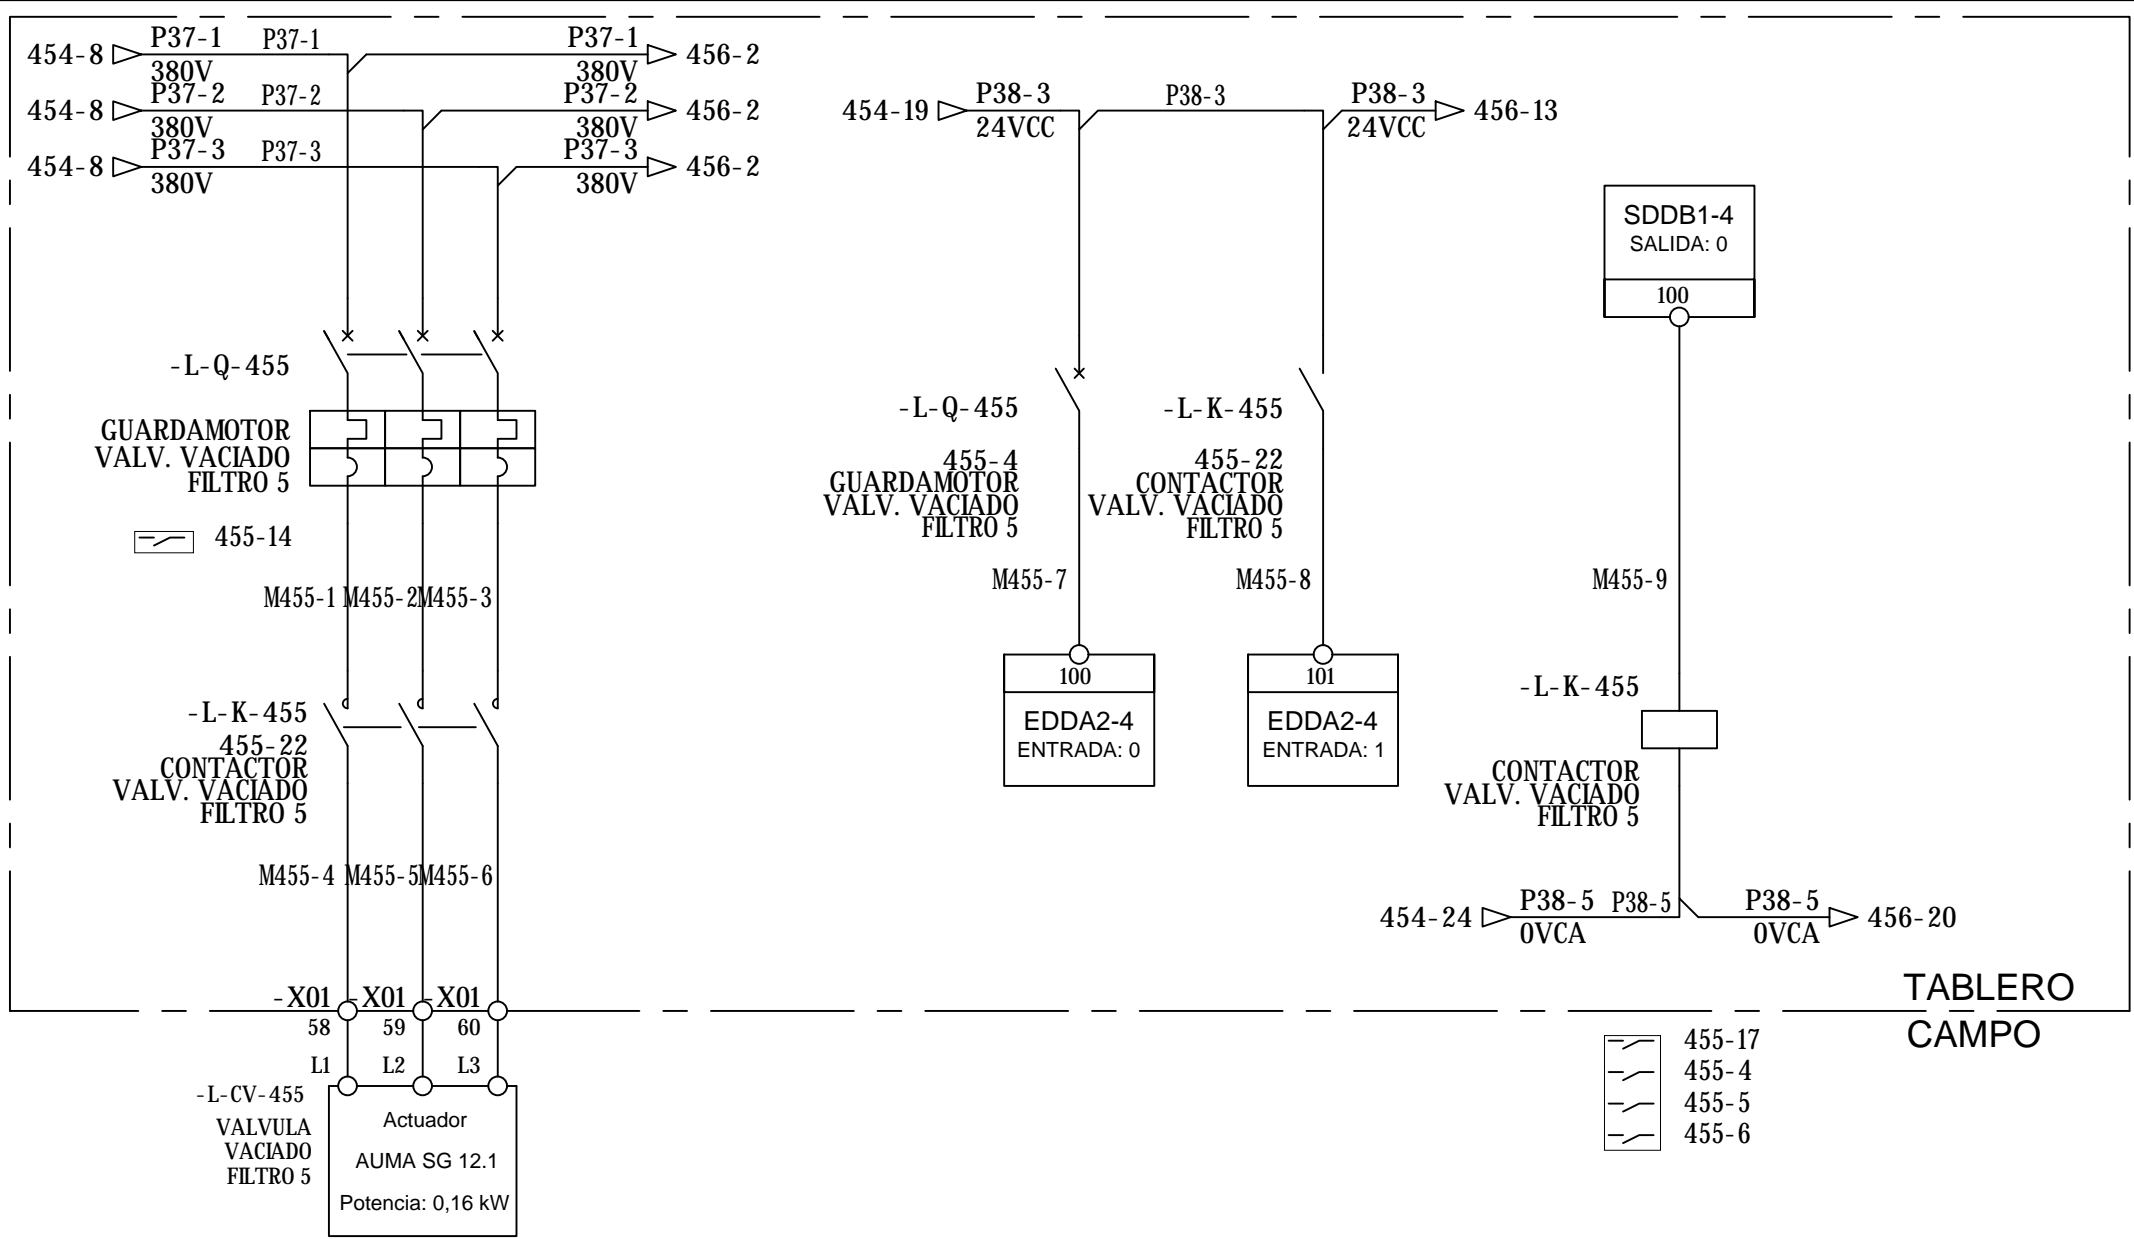 454-8 P37-1 P37-1 P37-1 456-2
380V 380V
454-8 P37-2 P37-2 P37-2 456-2
380V 380V
454-8 P37-3 P37-3 P37-3 456-2
380V 380V
454-19 P38-3 P38-3 P38-3 456-13
24VCC 24VCC
SDDB1-4
SALIDA: 0
100
-L-Q-455
GUARDAMOTOR
VALV. VACIADO
FILTRO 5
455-14
-L-Q-455
455-4
GUARDAMOTOR
VALV. VACIADO
FILTRO 5
-L-K-455
455-22
CONTACTOR
VALV. VACIADO
FILTRO 5
M455-1 M455-2 M455-3
M455-7
M455-8
M455-9
100
EDDA2-4
ENTRADA: 0
101
EDDA2-4
ENTRADA: 1
-L-K-455
455-22
CONTACTOR
VALV. VACIADO
FILTRO 5
-L-K-455
CONTACTOR
VALV. VACIADO
FILTRO 5
M455-4 M455-5 M455-6
454-24 P38-5 P38-5 P38-5 456-20
0VCA 0VCA
-X01 -X01 -X01
58 59 60
L1 L2 L3
TABLERO
CAMPO
-L-CV-455
VALVULA
VACIADO
FILTRO 5
Actuador
AUMA SG 12.1
Potencia: 0,16 kW
455-17
455-4
455-5
455-6